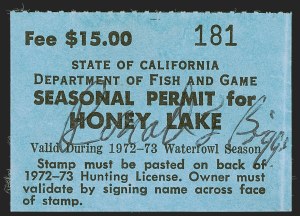 Fee $15.00 181
STATE OF CALIFORNIA
DEPARTMENT OF FISH AND GAME
SEASONAL PERMIT for
HONEY LAKE
Valid During 1972-73 Waterfowl Season
Stamp must be pasted on back of
1972-73 Hunting License. Owner must
validate by signing name across face
of stamp.